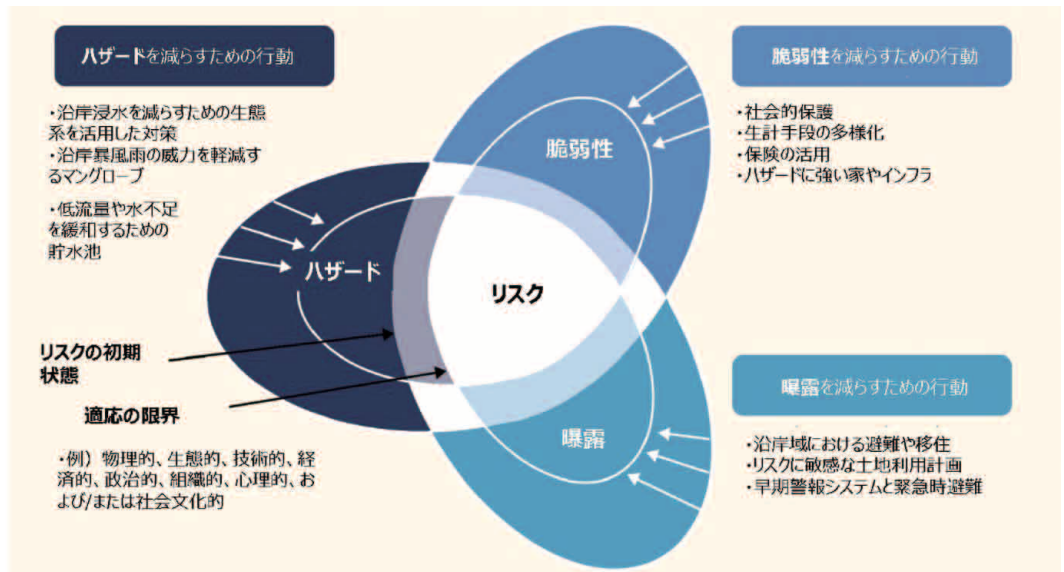 ハザードを減らすための行動
・沿岸浸水を減らすための生態
系を活用した対策
・沿岸暴風雨の威力を軽減す
るマングローブ
・低流量や水不足
を緩和するための
貯水池
脆弱性を減らすための行動
・社会的保護
・生計手段の多様化
・保険の活用
・ハザードに強い家やインフラ
脆弱性
ハザード
リスク
曝露
リスクの初期
状態
適応の限界
・例）物理的、生態的、技術的、経
済的、政治的、組織的、心理的、お
よび/または社会文化的
曝露を減らすための行動
・沿岸域における避難や移住
・リスクに敏感な土地利用計画
・早期警報システムと緊急時避難